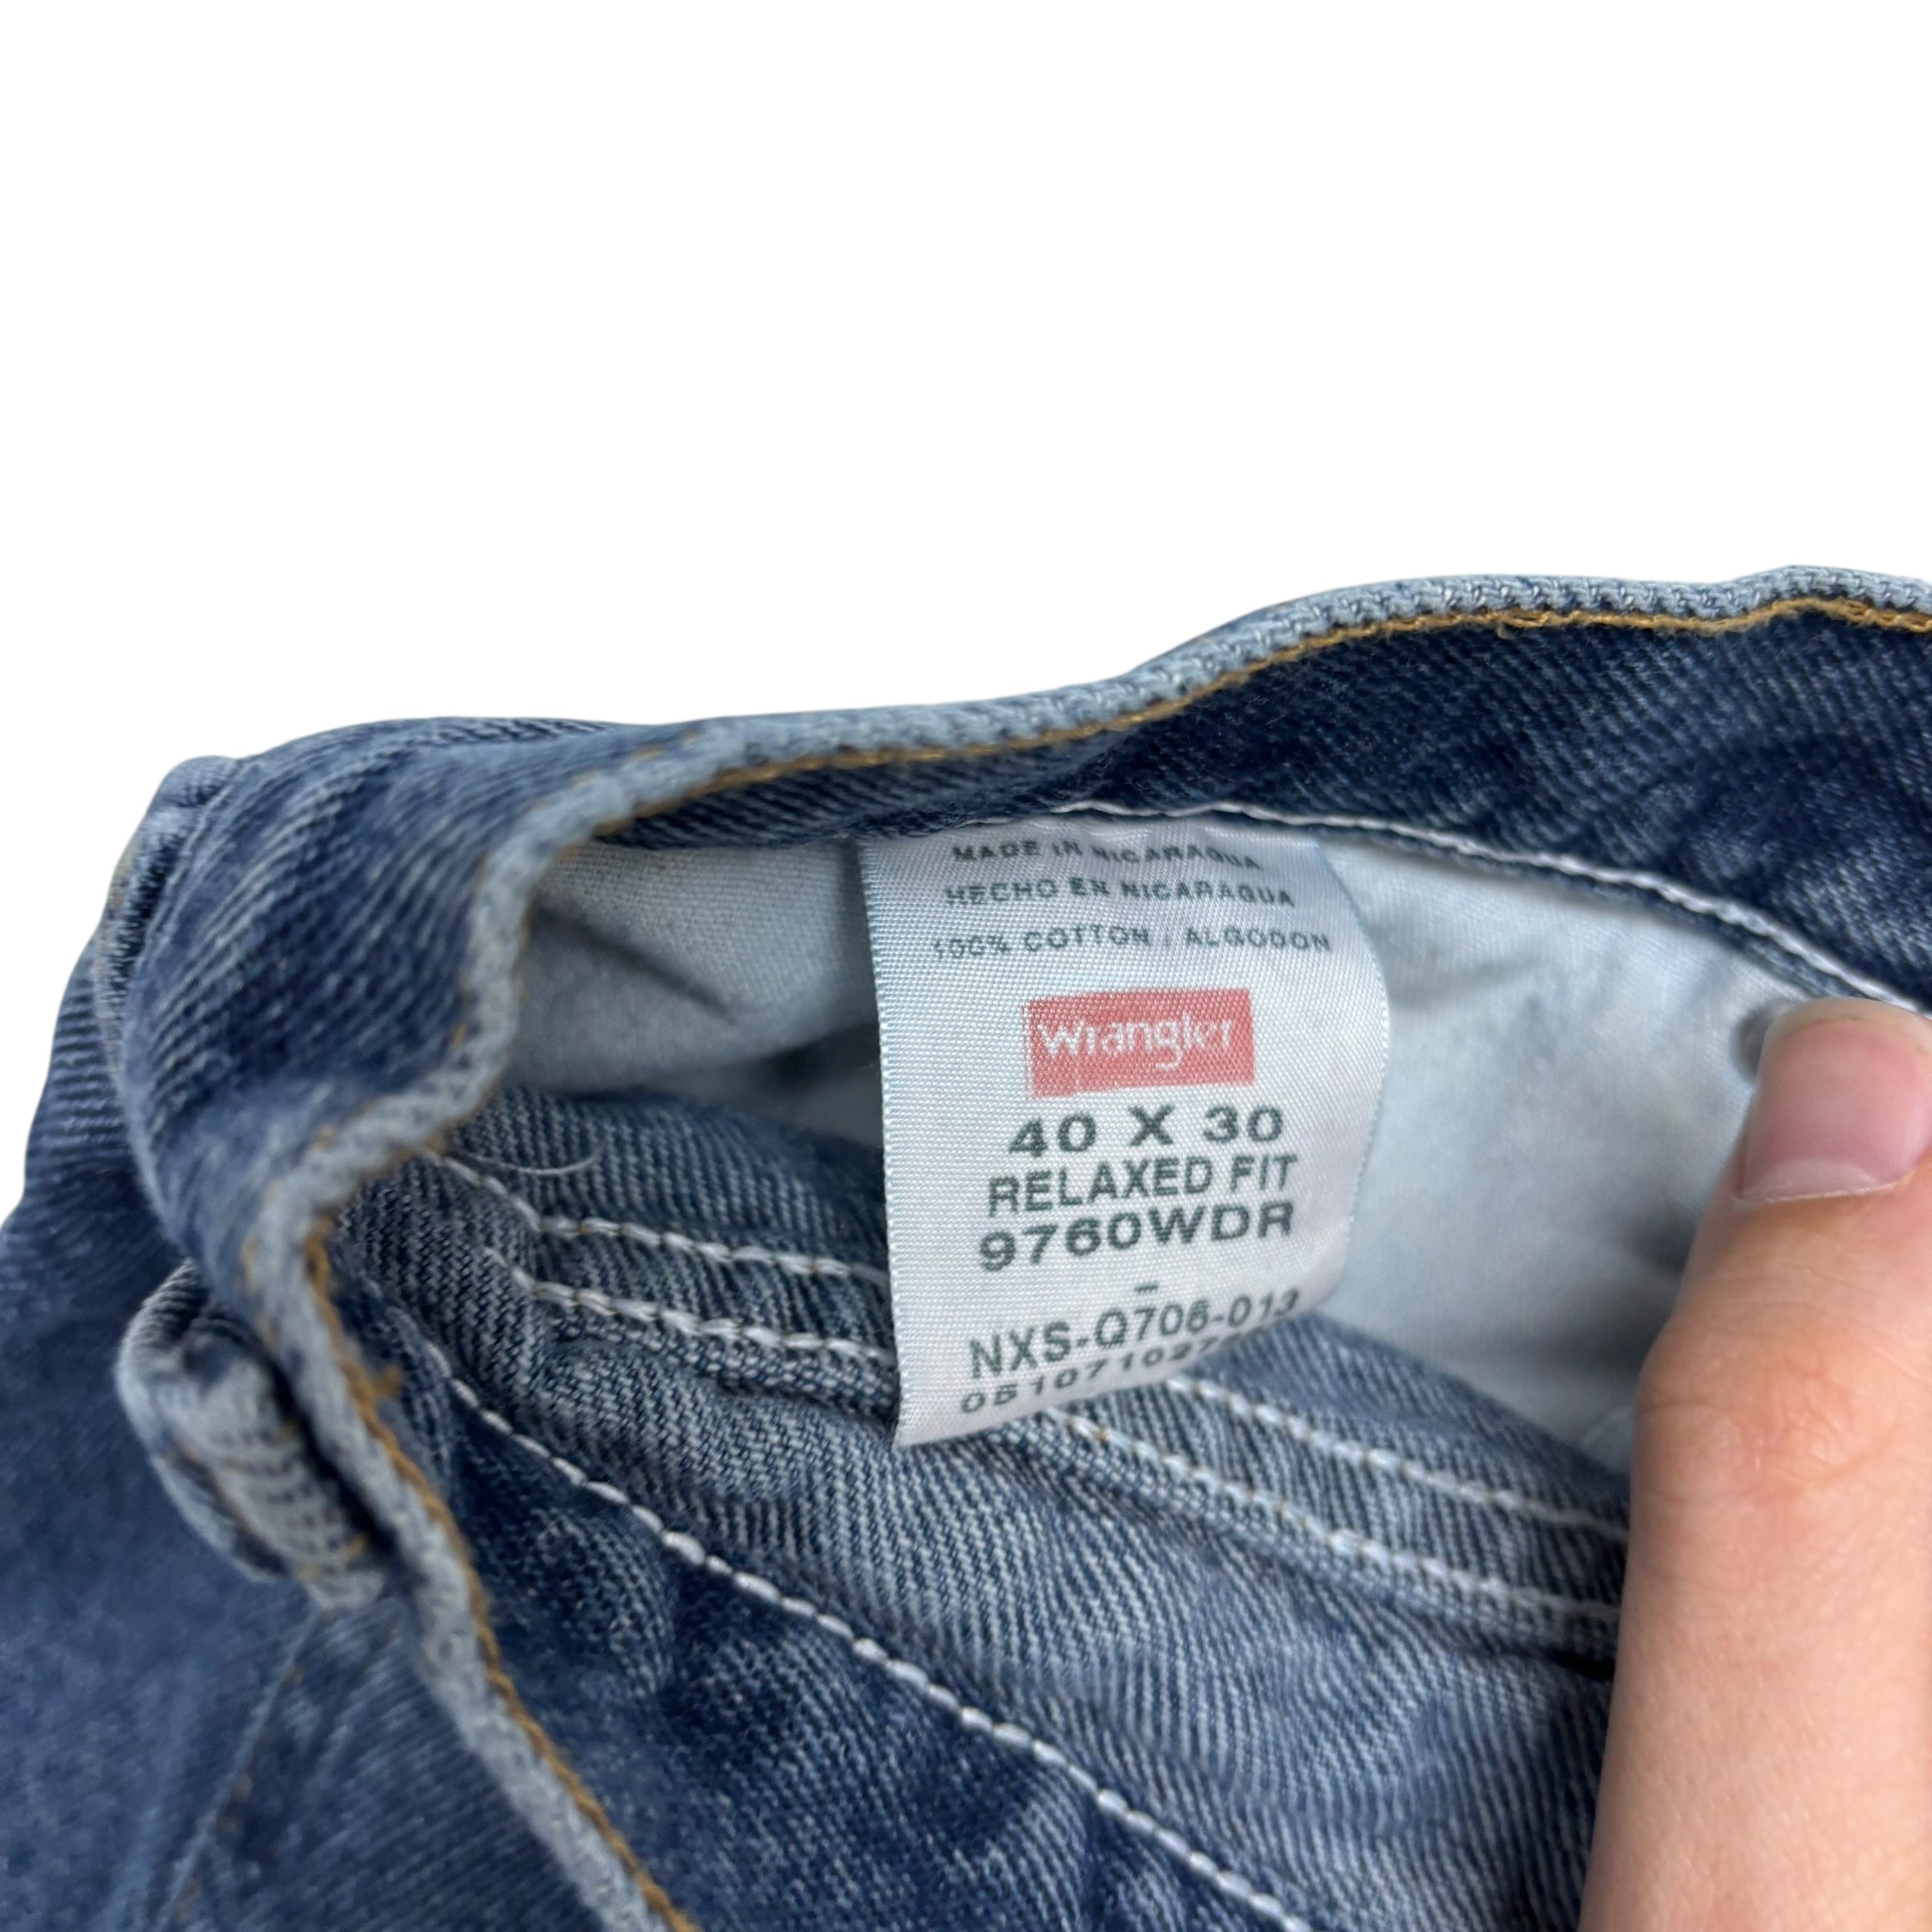 MADE IN NICARAGUA
HECHO EN NICARAGUA
100% COTTON / ALGODON
Wrangler
40 X 30
RELAXED FIT
9760WDR
-
NXS-Q706-013